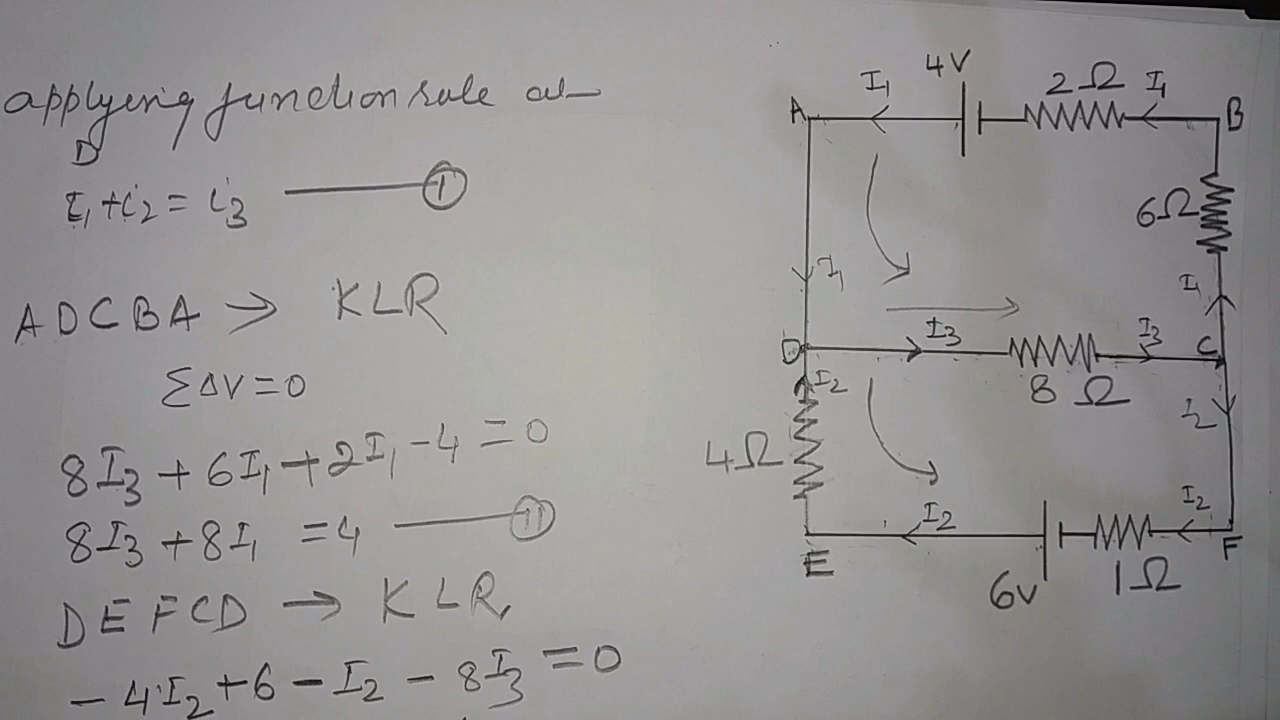 applying junction rule at
D
I₁+i₂ = i₃ —— Ⓘ
ADCBA → KLR
ΣΔV=0
8I₃ + 6I₁ + 2I₁ - 4 = 0
8I₃ + 8I₁ = 4 —— Ⓘ Ⓘ
DEFCD → KLR,
- 4I₂ + 6 - I₂ - 8I₃ = 0
A I₁ 4V 2Ω I₁ B
6Ω
I₁ I₁
D I₃ I₃ C
I₂ 8Ω I₂
4Ω
I₂ I₂
E F
6v 1Ω